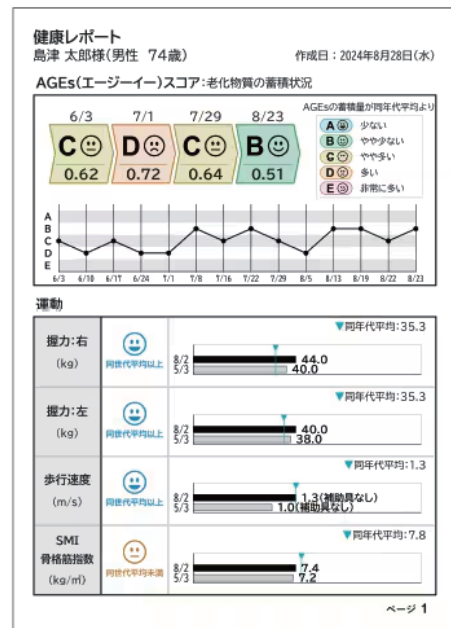 健康レポート
島津 太郎様(男性 74歳)
作成日:2024年8月28日(水)
AGEs(エージーイー)スコア:老化物質の蓄積状況
6/3 7/1 7/29 8/23
C D C B
0.62 0.72 0.64 0.51
AGEsの蓄積量が同年代平均より
A 少ない
B やや少ない
C やや多い
D 多い
E 非常に多い
A
B
C
D
E
6/3 6/10 6/17 6/24 7/1 7/8 7/16 7/22 7/29 8/5 8/13 8/19 8/22 8/23
運動
握力:右
(kg)
同世代平均以上
▼同年代平均:35.3
8/2 44.0
5/3 40.0
握力:左
(kg)
同世代平均以上
▼同年代平均:35.3
8/2 40.0
5/3 38.0
歩行速度
(m/s)
同世代平均以上
▼同年代平均:1.3
8/2 1.3(補助具なし)
5/3 1.0(補助具なし)
SMI
骨格筋指数
(kg/㎡)
同世代平均未満
▼同年代平均:7.8
8/2 7.4
5/3 7.2
ページ 1